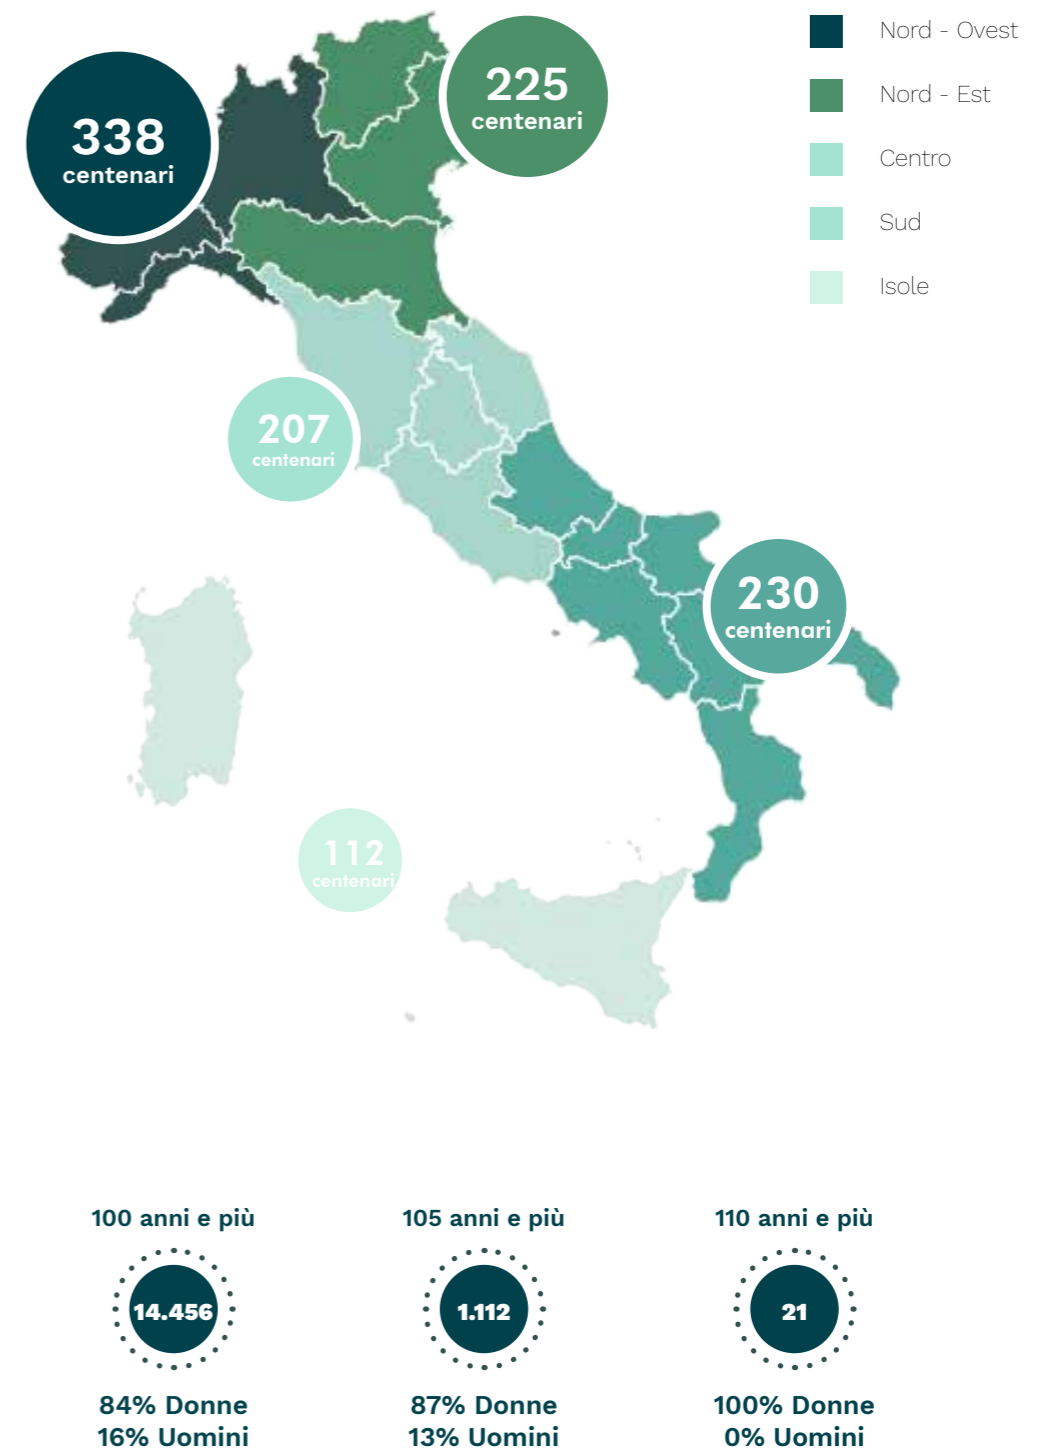 338
centenari
225
centenari
Nord - Ovest
Nord - Est
Centro
Sud
Isole
207
centenari
230
centenari
112
centenari
100 anni e più
14.456
84% Donne
16% Uomini
105 anni e più
1.112
87% Donne
13% Uomini
110 anni e più
21
100% Donne
0% Uomini